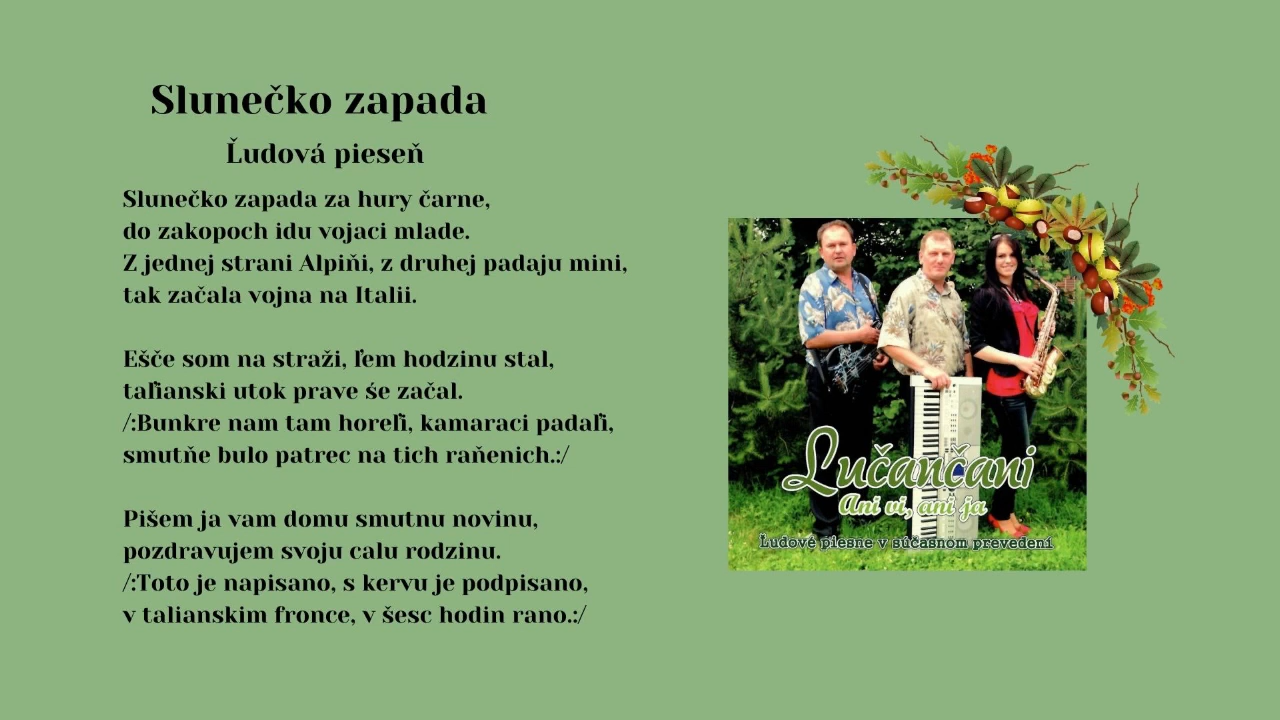 Slunečko zapada
Ľudová pieseň
Slunečko zapada za hury čarne,
do zakopoch idu vojaci mlade.
Z jednej strani Alpiňi, z druhej padaju mini,
tak začala vojna na Italii.
Ešče som na straži, ľem hodzinu stal,
taľianski utok prave śe začal.
/:Bunkre nam tam horeľi, kamaraci padaľi,
smutňe bulo patrec na tich raňenich.:/
Pišem ja vam domu smutnu novinu,
pozdravujem svoju calu rodzinu.
/:Toto je napisano, s kervu je podpisano,
v talianskim fronce, v šesc hodin rano.:/
Lučančani
Ani vi, ani ja
Ľudové piesne v súčasnom prevedení